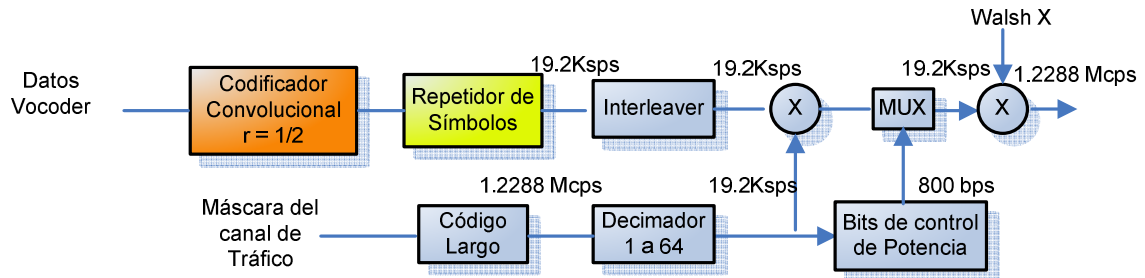 Walsh X
Datos
Vocoder
Codificador
Convolucional
r = 1/2
Repetidor de
Símbolos
19.2Ksps
Interleaver
19.2Ksps
X
MUX
19.2Ksps
X
1.2288 Mcps
Máscara del
canal de
Tráfico
Código
Largo
1.2288 Mcps
Decimador
1 a 64
19.2Ksps
800 bps
Bits de control
de Potencia